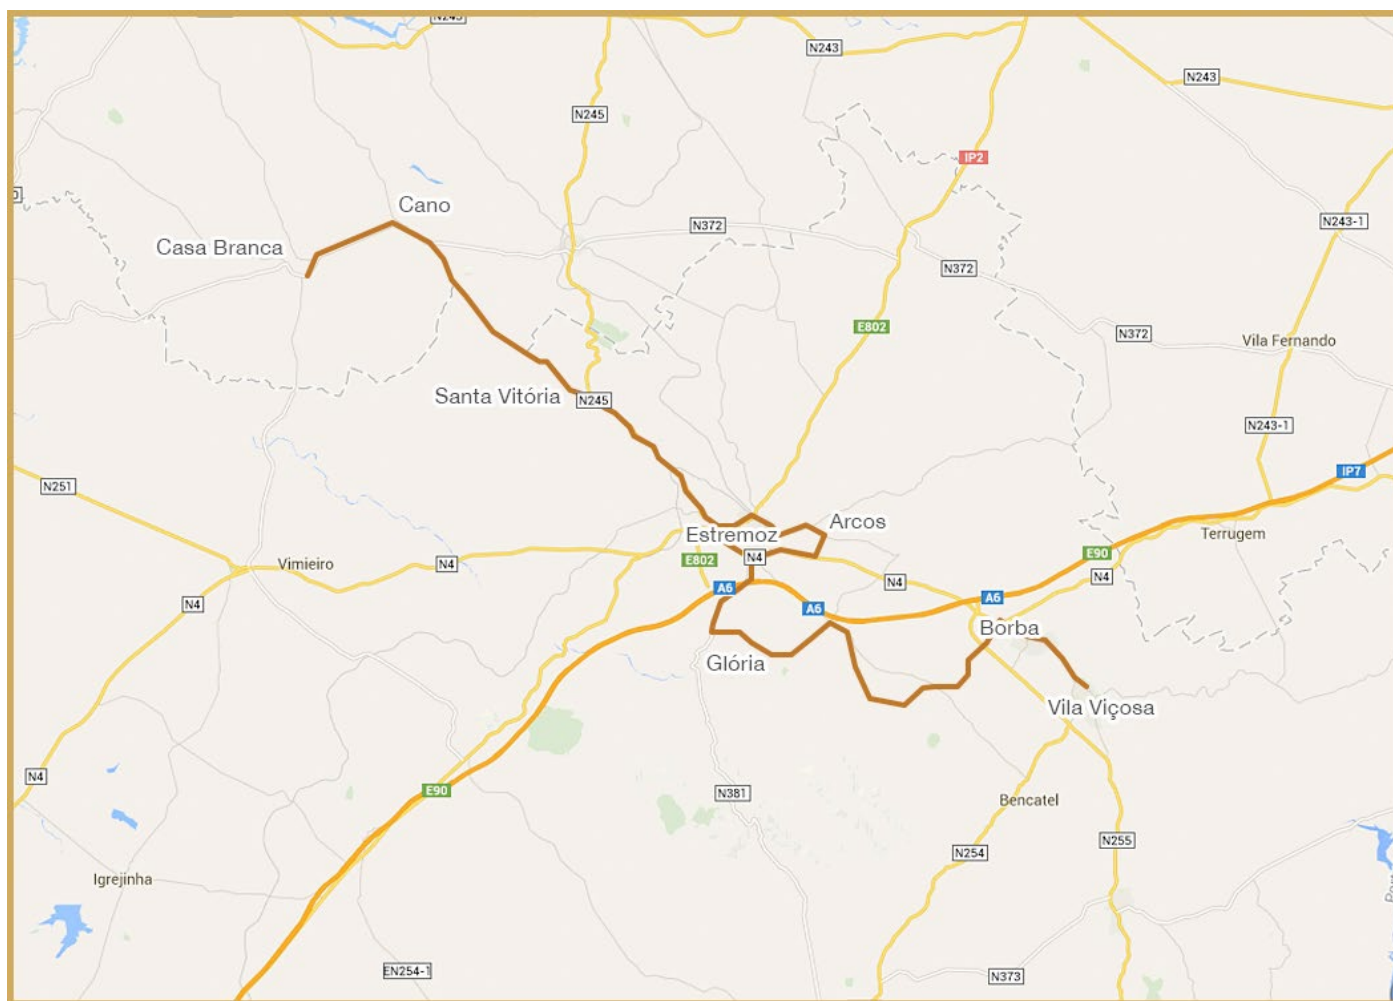 N245
N243
N243
N245
IP2
Cano
N243-1
N372
Casa Branca
N372
E802
N372
Vila Fernando
Santa Vitória
N245
N243-1
IP7
N251
Arcos
Estremoz
Terrugem
E802
N4
E90
Vimieiro
N4
N4
N4
A6
A6
A6
N4
Borba
Glória
Vila Viçosa
N4
E90
N381
Bencatel
N254
N255
Igrejinha
EN254-1
N373